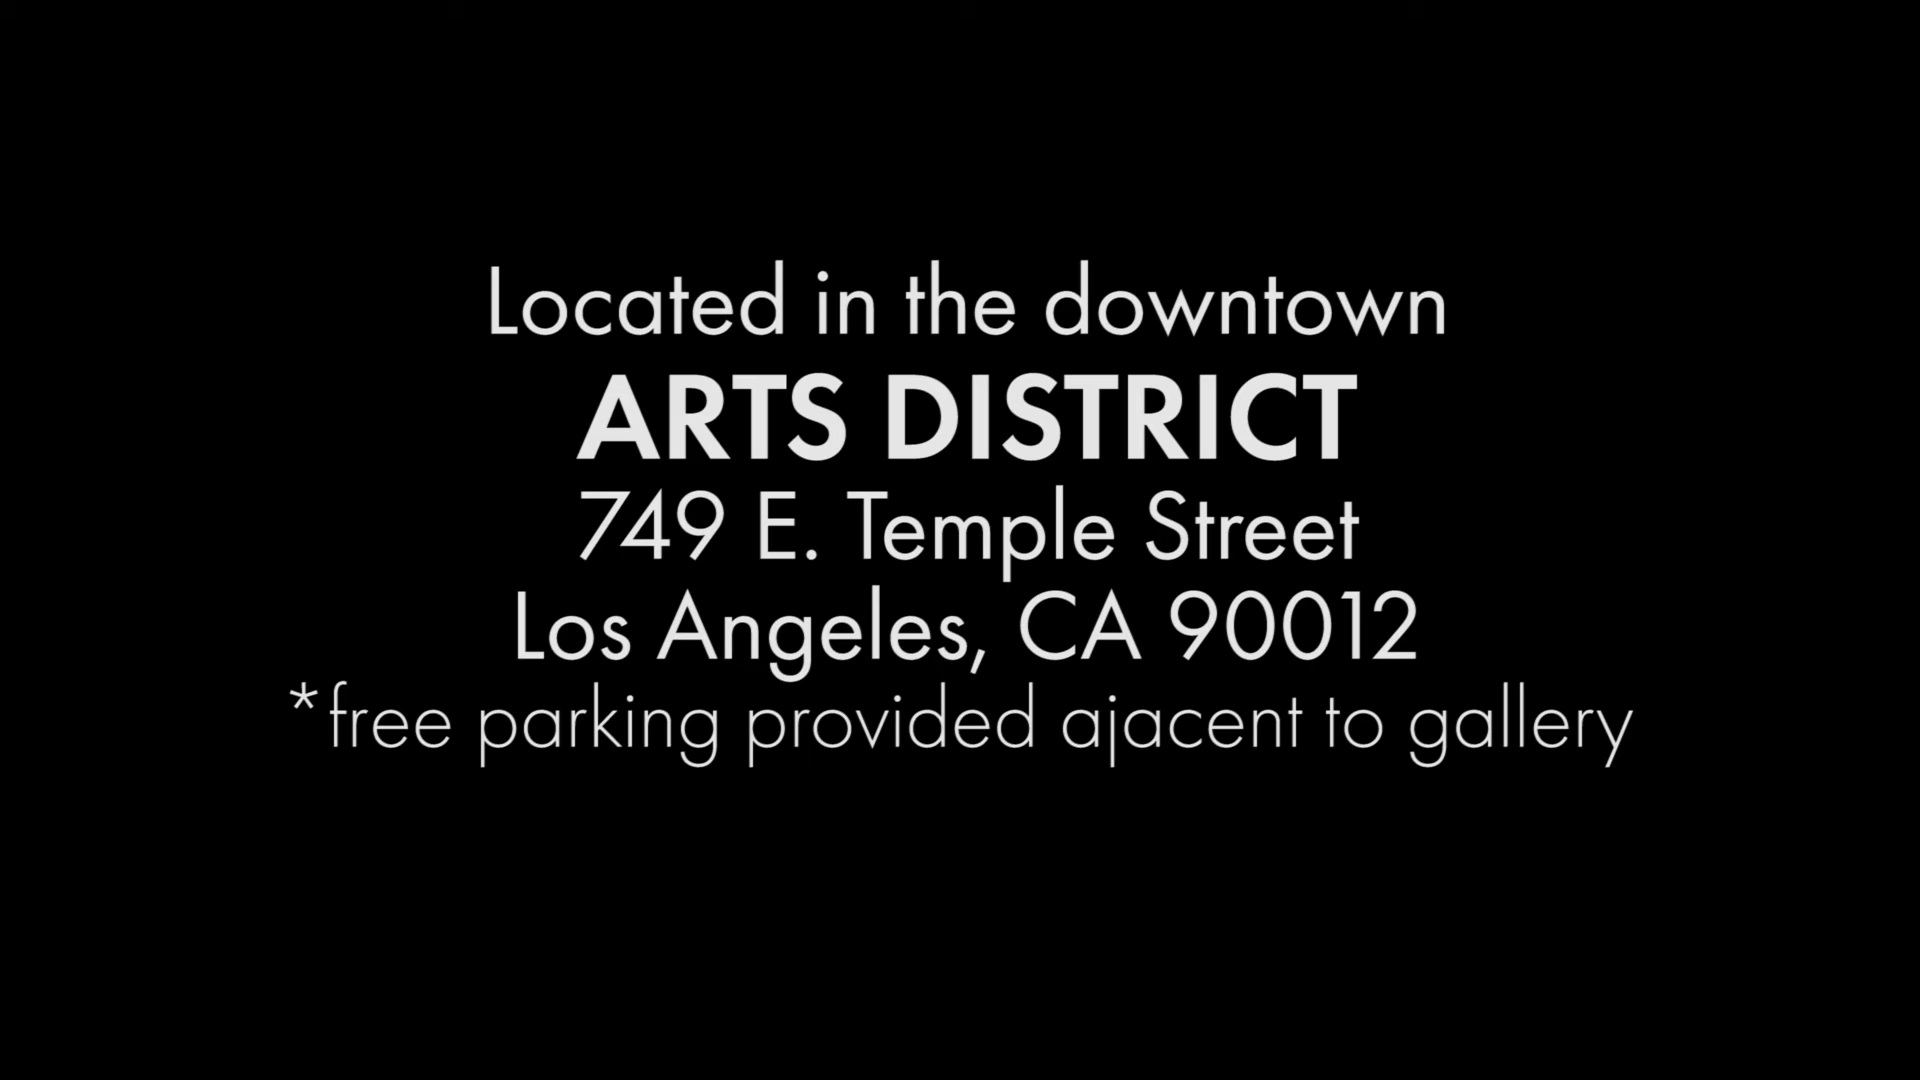 Located in the downtown
ARTS DISTRICT
749 E. Temple Street
Los Angeles, CA 90012
*free parking provided ajacent to gallery